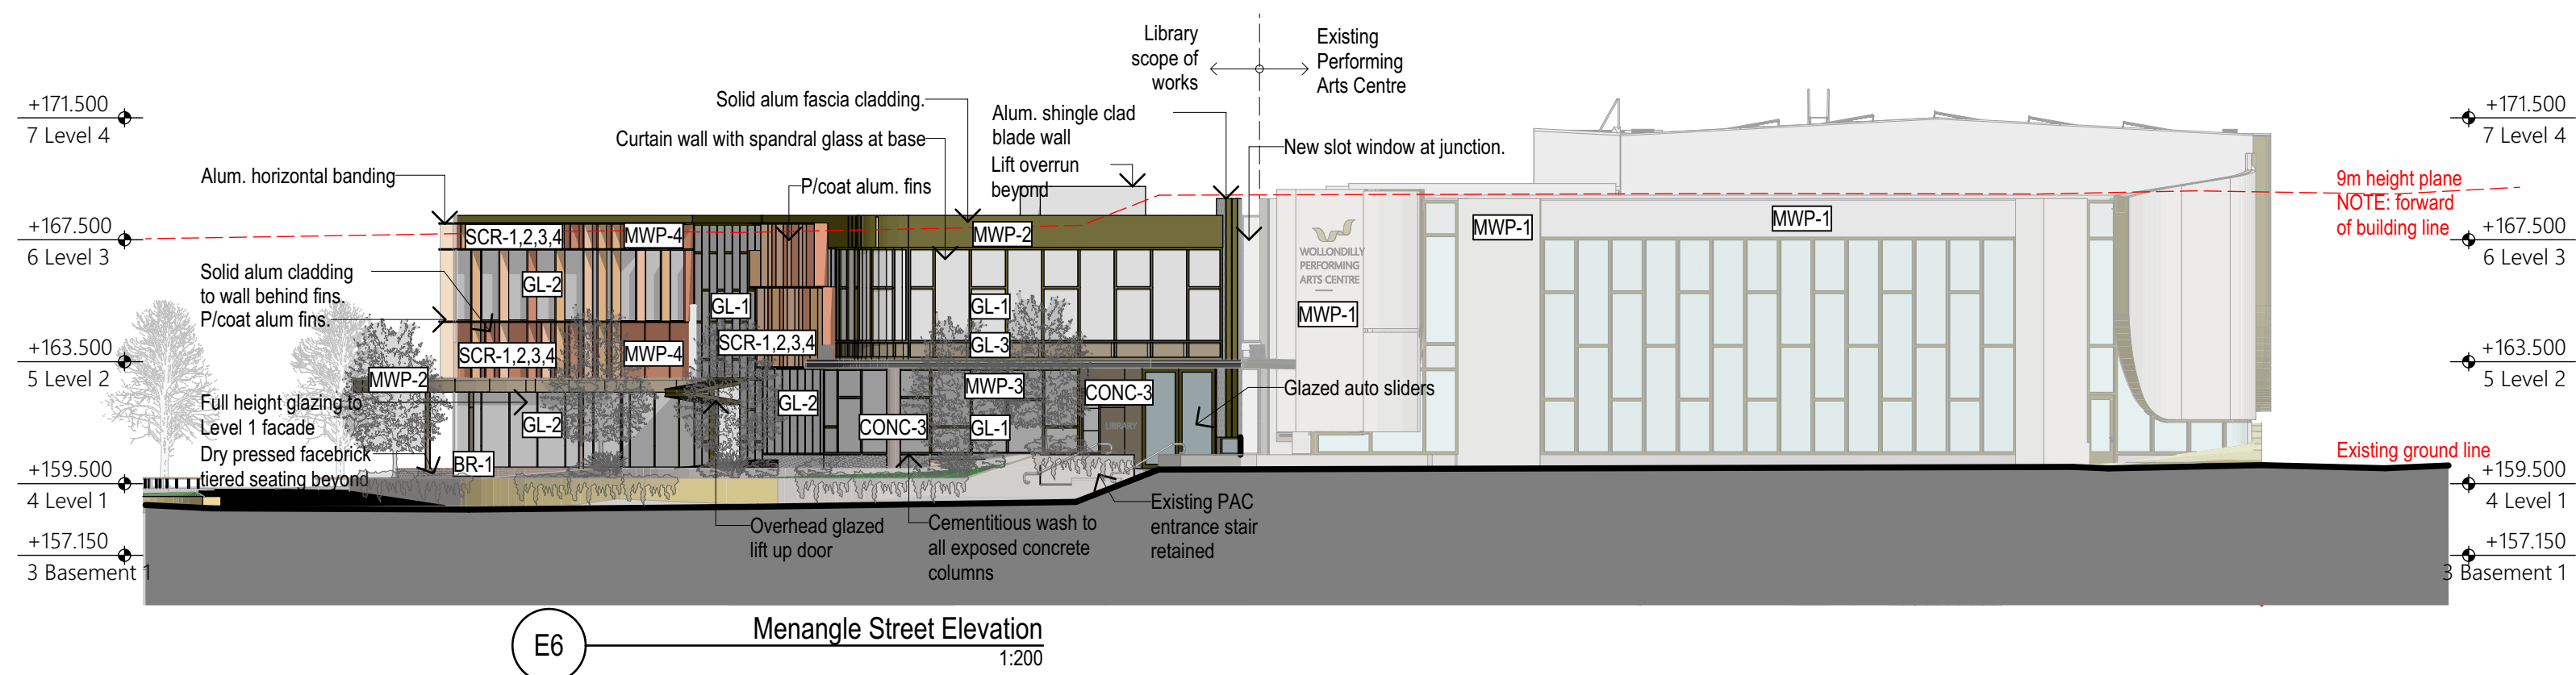 Library
scope of
works
Existing
Performing
Arts Centre
+171.500
7 Level 4
Solid alum fascia cladding.
Alum. shingle clad
blade wall
Curtain wall with spandral glass at base
Lift overrun
beyond
New slot window at junction.
+171.500
7 Level 4
Alum. horizontal banding
P/coat alum. fins
9m height plane
NOTE: forward
of building line
+167.500
6 Level 3
SCR-1,2,3,4
MWP-4
MWP-2
WOLLONDILLY
PERFORMING
ARTS CENTRE
MWP-1
MWP-1
MWP-1
+167.500
6 Level 3
Solid alum cladding
to wall behind fins.
P/coat alum fins.
GL-2
GL-1
GL-1
+163.500
5 Level 2
SCR-1,2,3,4
MWP-4
SCR-1,2,3,4
GL-3
+163.500
5 Level 2
MWP-2
MWP-3
CONC-3
Glazed auto sliders
Full height glazing to
Level 1 facade
GL-2
GL-2
CONC-3
GL-1
LIBRARY
Dry pressed facebrick
tiered seating beyond
BR-1
Existing ground line
+159.500
4 Level 1
+159.500
4 Level 1
Overhead glazed
lift up door
Cementitious wash to
all exposed concrete
columns
Existing PAC
entrance stair
retained
+157.150
3 Basement 1
+157.150
3 Basement 1
E6
Menangle Street Elevation
1:200